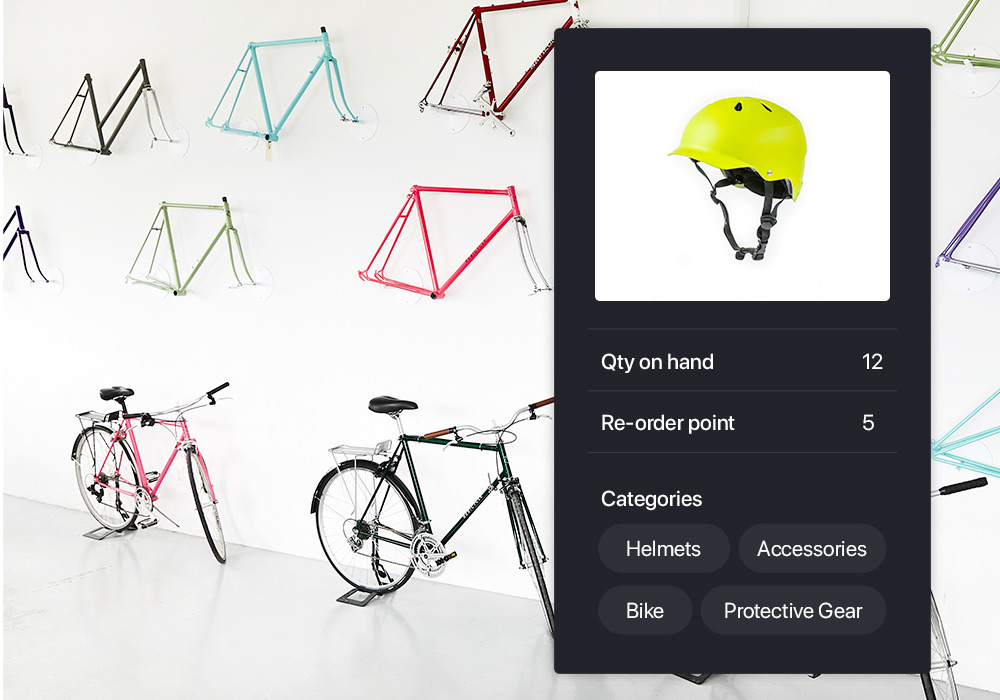 Qty on hand 12
Re-order point 5
Categories
Helmets Accessories
Bike Protective Gear